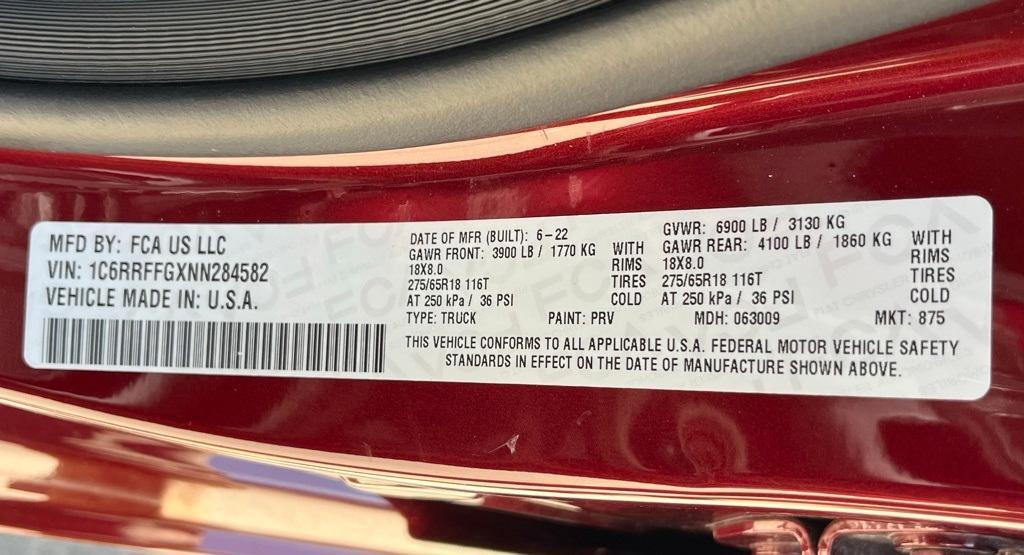 MFD BY: FCA US LLC
VIN: 1C6RRFFGXNN284582
VEHICLE MADE IN: U.S.A.
DATE OF MFR (BUILT): 6-22
GAWR FRONT: 3900 LB / 1770 KG WITH
18X8.0 RIMS
275/65R18 116T TIRES
AT 250 kPa / 36 PSI COLD
GVWR: 6900 LB / 3130 KG
GAWR REAR: 4100 LB / 1860 KG WITH
18X8.0 RIMS
275/65R18 116T TIRES
AT 250 kPa / 36 PSI COLD
TYPE: TRUCK PAINT: PRV MDH: 063009 MKT: 875
THIS VEHICLE CONFORMS TO ALL APPLICABLE U.S.A. FEDERAL MOTOR VEHICLE SAFETY
STANDARDS IN EFFECT ON THE DATE OF MANUFACTURE SHOWN ABOVE.